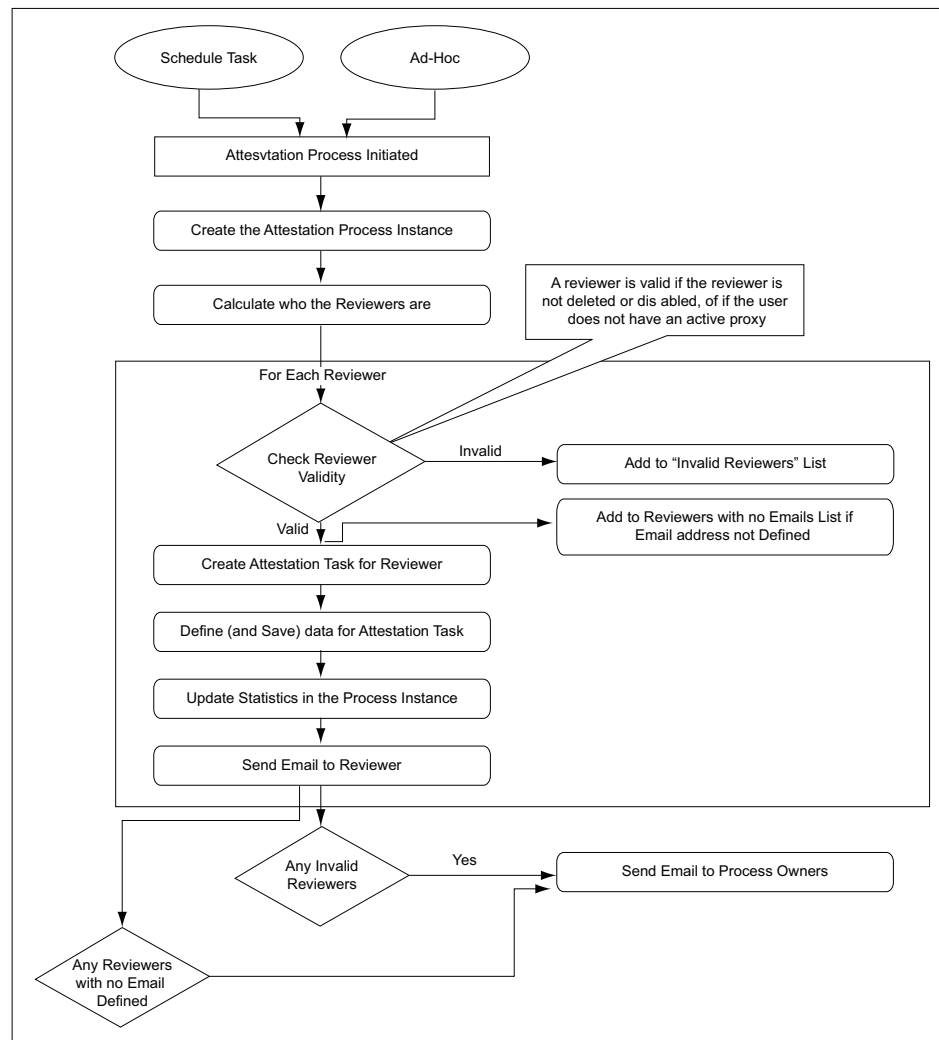 Schedule Task
Ad-Hoc
Attesvtation Process Initiated
Create the Attestation Process Instance
Calculate who the Reviewers are
A reviewer is valid if the reviewer is
not deleted or dis abled, of if the user
does not have an active proxy
For Each Reviewer
Check Reviewer
Validity
Invalid
Add to “Invalid Reviewers” List
Valid
Add to Reviewers with no Emails List if
Email address not Defined
Create Attestation Task for Reviewer
Define (and Save) data for Attestation Task
Update Statistics in the Process Instance
Send Email to Reviewer
Any Invalid
Reviewers
Yes
Send Email to Process Owners
Any Reviewers
with no Email
Defined